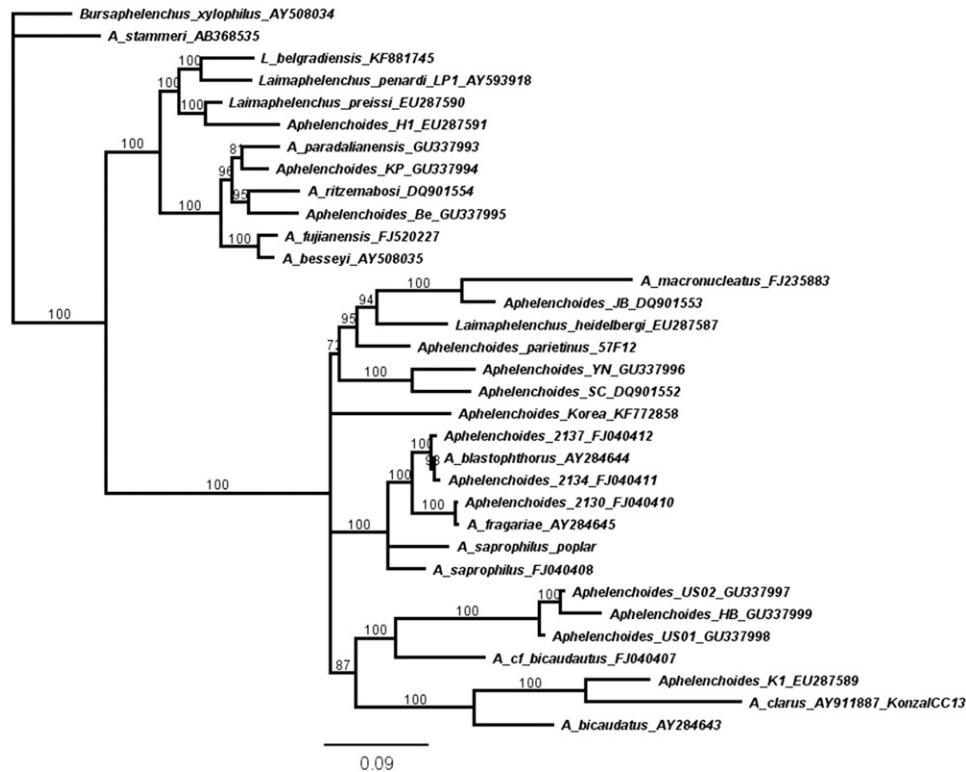 Bursaphelenchus_xylophilus_AY508034
A_stammeri_AB368535
L_belgradiensis_KF881745
100
Laimaphelenchus_penardi_LP1_AY593918
100
Laimaphelenchus_preissi_EU287590
100
Aphelenchoides_H1_EU287591
100
A_paradalianensis_GU337993
81
Aphelenchoides_KP_GU337994
96
A_ritzemabosi_DQ901554
95
Aphelenchoides_Be_GU337995
100
A_fujianensis_FJ520227
100
A_besseyi_AY508035
A_macronucleatus_FJ235883
100
Aphelenchoides_JB_DQ901553
94
Laimaphelenchus_heidelbergi_EU287587
95
100
Aphelenchoides_parietinus_57F12
Aphelenchoides_YN_GU337996
100
Aphelenchoides_SC_DQ901552
Aphelenchoides_Korea_KF772858
Aphelenchoides_2137_FJ040412
100
A_blastophthorus_AY284644
Aphelenchoides_2134_FJ040411
100
100
Aphelenchoides_2130_FJ040410
100
A_fragariae_AY284645
100
A_saprophilus_poplar
A_saprophilus_FJ040408
Aphelenchoides_US02_GU337997
100
100
Aphelenchoides_HB_GU337999
100
Aphelenchoides_US01_GU337998
A_cf_bicaudautus_FJ040407
87
Aphelenchoides_K1_EU287589
100
A_clarus_AY911887_KonzalCC13
100
A_bicaudatus_AY284643
0.09